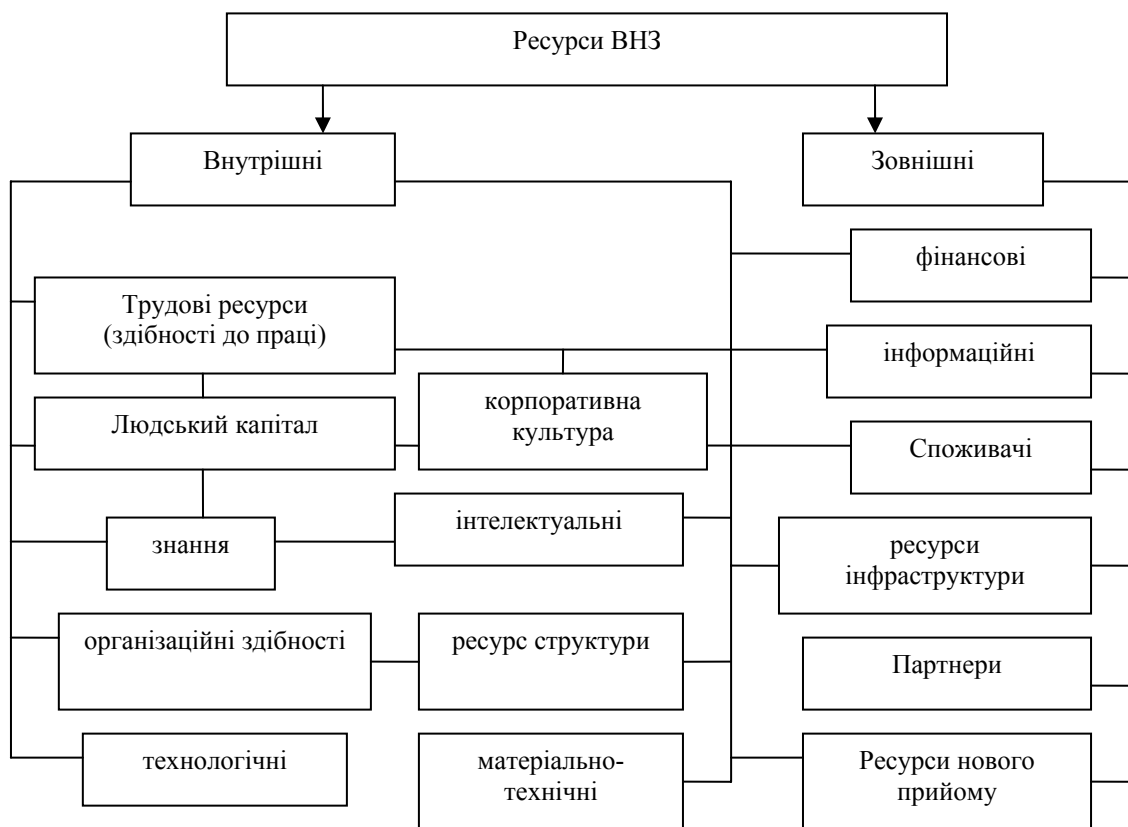 Ресурси ВНЗ
Внутрішні
Зовнішні
фінансові
Трудові ресурси
(здібності до праці)
інформаційні
Людський капітал
корпоративна
культура
Споживачі
знання
інтелектуальні
ресурси
інфраструктури
організаційні здібності
ресурс структури
Партнери
технологічні
матеріально-
технічні
Ресурси нового
прийому